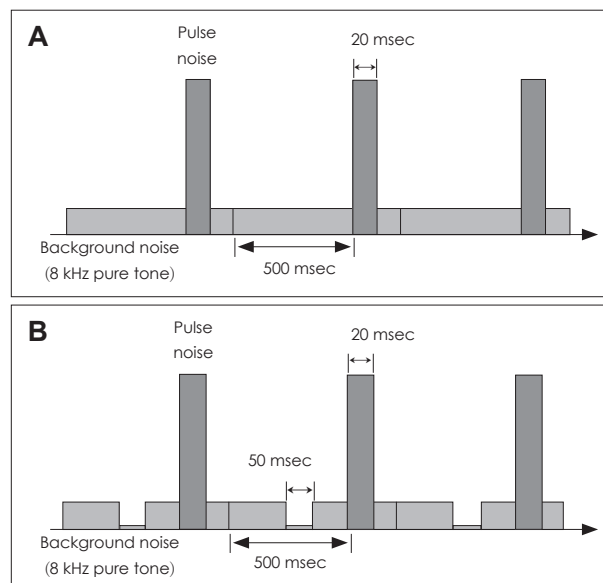 A
Pulse
noise
20 msec
Background noise
(8 kHz pure tone)
500 msec
B
Pulse
noise
20 msec
50 msec
Background noise
(8 kHz pure tone)
500 msec